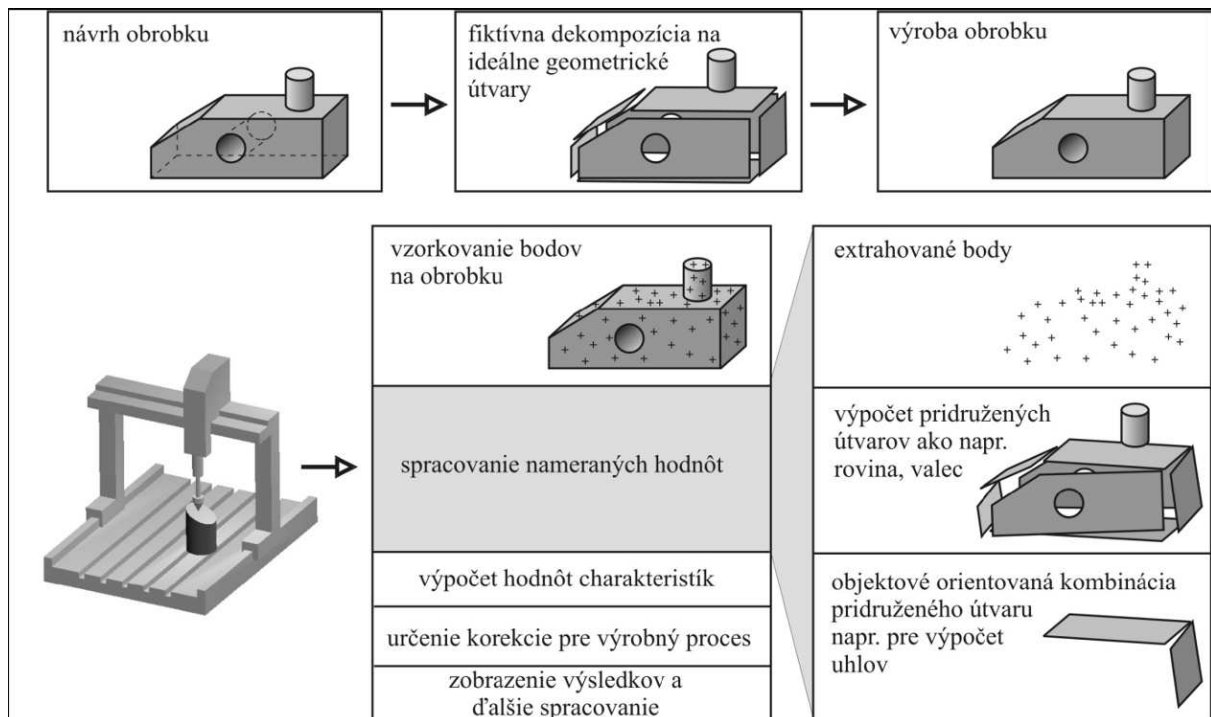 návrh obrobku
fiktívna dekompozícia na
ideálne geometrické
útvary
výroba obrobku
vzorkovanie bodov
na obrobku
spracovanie nameraných hodnôt
výpočet hodnôt charakteristík
určenie korekcie pre výrobný proces
zobrazenie výsledkov a
ďalšie spracovanie
extrahované body
výpočet pridružených
útvarov ako napr.
rovina, valec
objektové orientovaná kombinácia
pridruženého útvaru
napr. pre výpočet
uhlov